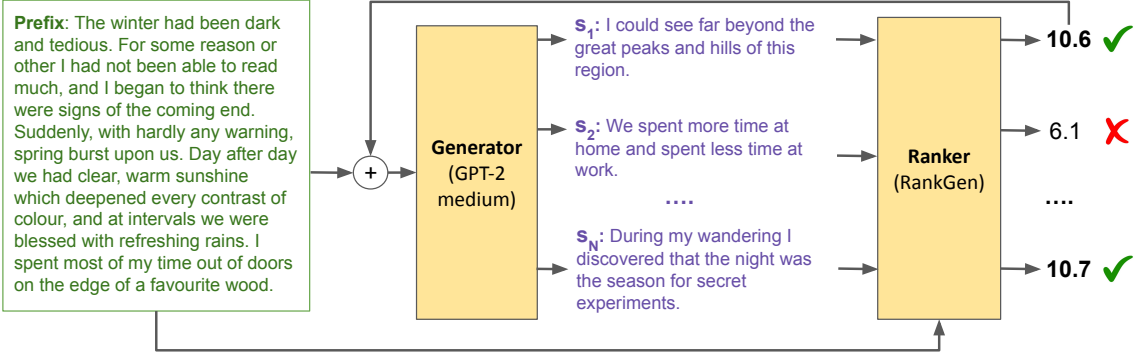 Prefix: The winter had been dark
and tedious. For some reason or
other I had not been able to read
much, and I began to think there
were signs of the coming end.
Suddenly, with hardly any warning,
spring burst upon us. Day after day
we had clear, warm sunshine
which deepened every contrast of
colour, and at intervals we were
blessed with refreshing rains. I
spent most of my time out of doors
on the edge of a favourite wood.
+
Generator
(GPT-2
medium)
s1: I could see far beyond the
great peaks and hills of this
region.
s2: We spent more time at
home and spent less time at
work.
....
sN: During my wandering I
discovered that the night was
the season for secret
experiments.
Ranker
(RankGen)
10.6
6.1
....
10.7